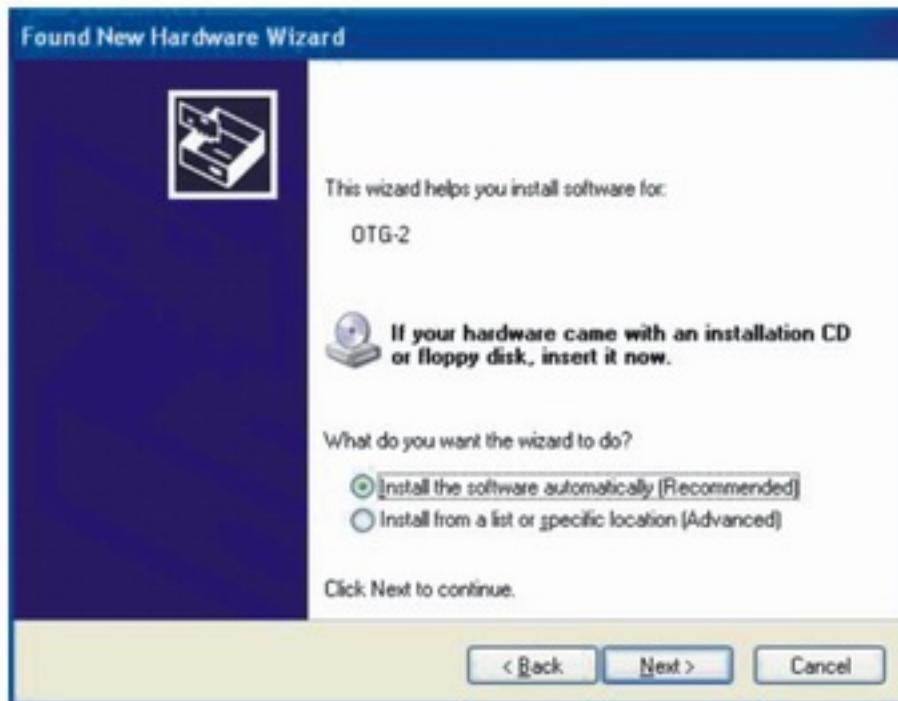 Found New Hardware Wizard
This wizard helps you install software for:
OTG-2
If your hardware came with an installation CD
or floppy disk, insert it now.
What do you want the wizard to do?
Install the software automatically (Recommended)
Install from a list or specific location (Advanced)
Click Next to continue.
< Back
Next >
Cancel